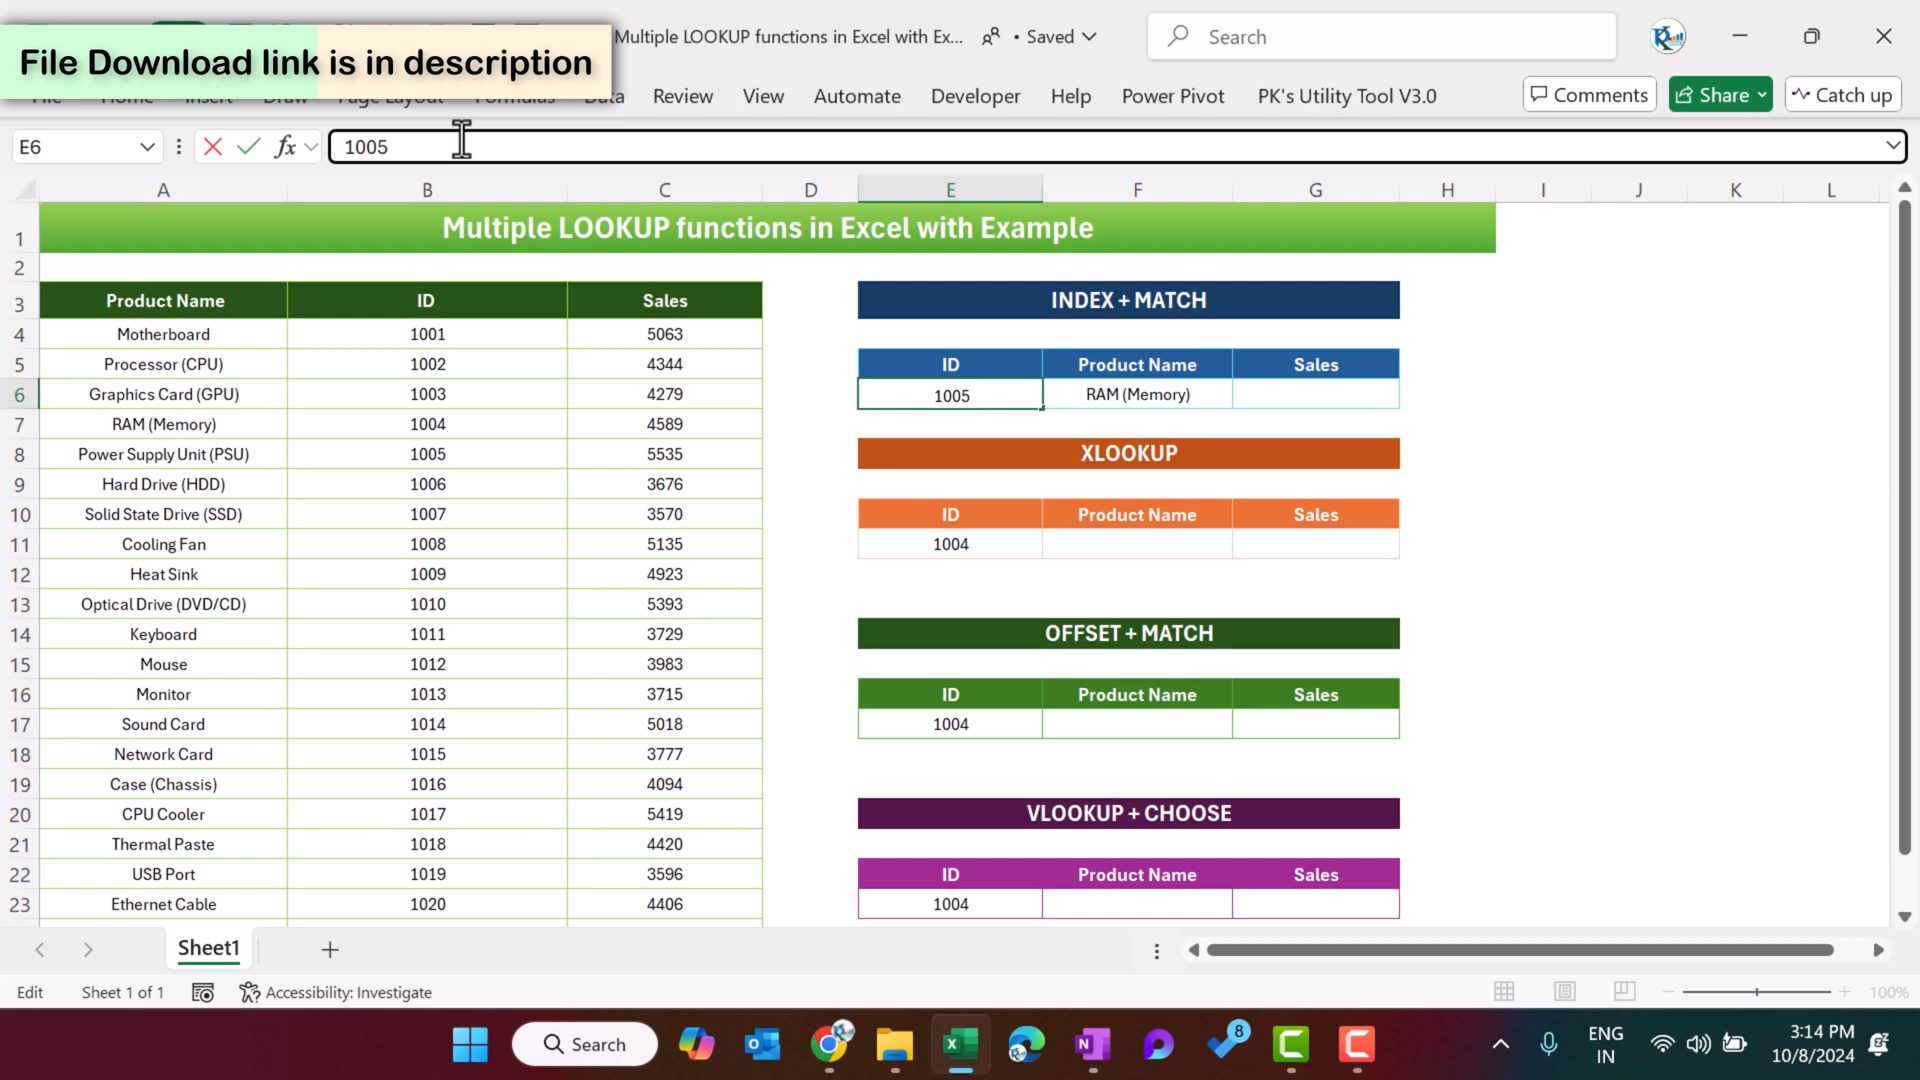 File Download link is in description
Multiple LOOKUP functions in Excel with Ex... • Saved
Search
Review View Automate Developer Help Power Pivot PK's Utility Tool V3.0
Comments Share Catch up
E6 fx 1005
A B C D E F G H I J K L
1 Multiple LOOKUP functions in Excel with Example
2
3 Product Name ID Sales INDEX + MATCH
4 Motherboard 1001 5063
5 Processor (CPU) 1002 4344 ID Product Name Sales
6 Graphics Card (GPU) 1003 4279 1005 RAM (Memory)
7 RAM (Memory) 1004 4589
8 Power Supply Unit (PSU) 1005 5535 XLOOKUP
9 Hard Drive (HDD) 1006 3676
10 Solid State Drive (SSD) 1007 3570 ID Product Name Sales
11 Cooling Fan 1008 5135 1004
12 Heat Sink 1009 4923
13 Optical Drive (DVD/CD) 1010 5393
14 Keyboard 1011 3729 OFFSET + MATCH
15 Mouse 1012 3983
16 Monitor 1013 3715 ID Product Name Sales
17 Sound Card 1014 5018 1004
18 Network Card 1015 3777
19 Case (Chassis) 1016 4094
20 CPU Cooler 1017 5419 VLOOKUP + CHOOSE
21 Thermal Paste 1018 4420
22 USB Port 1019 3596 ID Product Name Sales
23 Ethernet Cable 1020 4406 1004
Sheet1
Edit Sheet 1 of 1 Accessibility: Investigate 100%
Search 8 ENG 3:14 PM
IN 10/8/2024